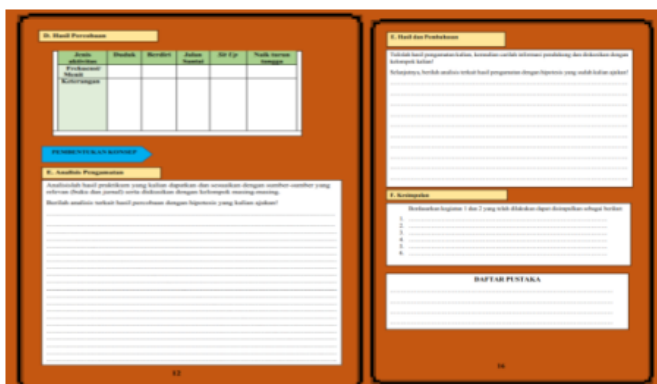 D. Hasil Percobaan
Jenis aktivitas Duduk Berdiri Jalan Santai Sit Up Naik turun tangga
Frekuensi/ Menit
Keterangan
PEMBENTUKAN KONSEP
E. Analisis Pengamatan
Analisislah hasil praktikum yang kalian dapatkan dan sesuaikan dengan sumber-sumber yang
relevan (buku dan jurnal) serta diskusikan dengan kelompok masing-masing.
Berilah analisis terkait hasil percobaan dengan hipotesis yang kalian ajukan!
12
E. Hasil dan Pembahasan
Tulislah hasil pengamatan kalian, kemudian carilah informasi pendukung dan diskusikan dengan
kelompok kalian!
Selanjutnya, berilah analisis terkait hasil pengamatan dengan hipotesis yang sudah kalian ajukan!
F. Kesimpulan
Berdasarkan kegiatan 1 dan 2 yang telah dilakukan dapat disimpulkan sebagai berikut:
1.
2.
3.
4.
5.
6.
DAFTAR PUSTAKA
16